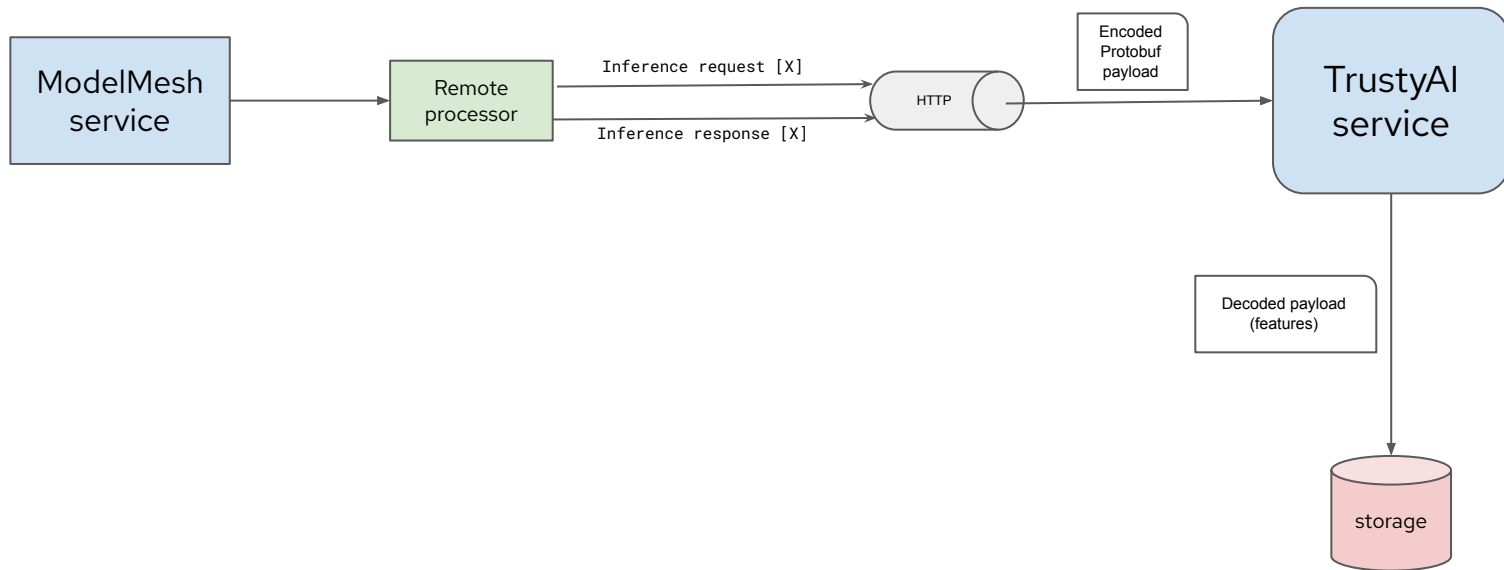 ModelMesh
service
Remote
processor
Inference request [X]
Inference response [X]
HTTP
Encoded
Protobuf
payload
TrustyAI
service
Decoded payload
(features)
storage